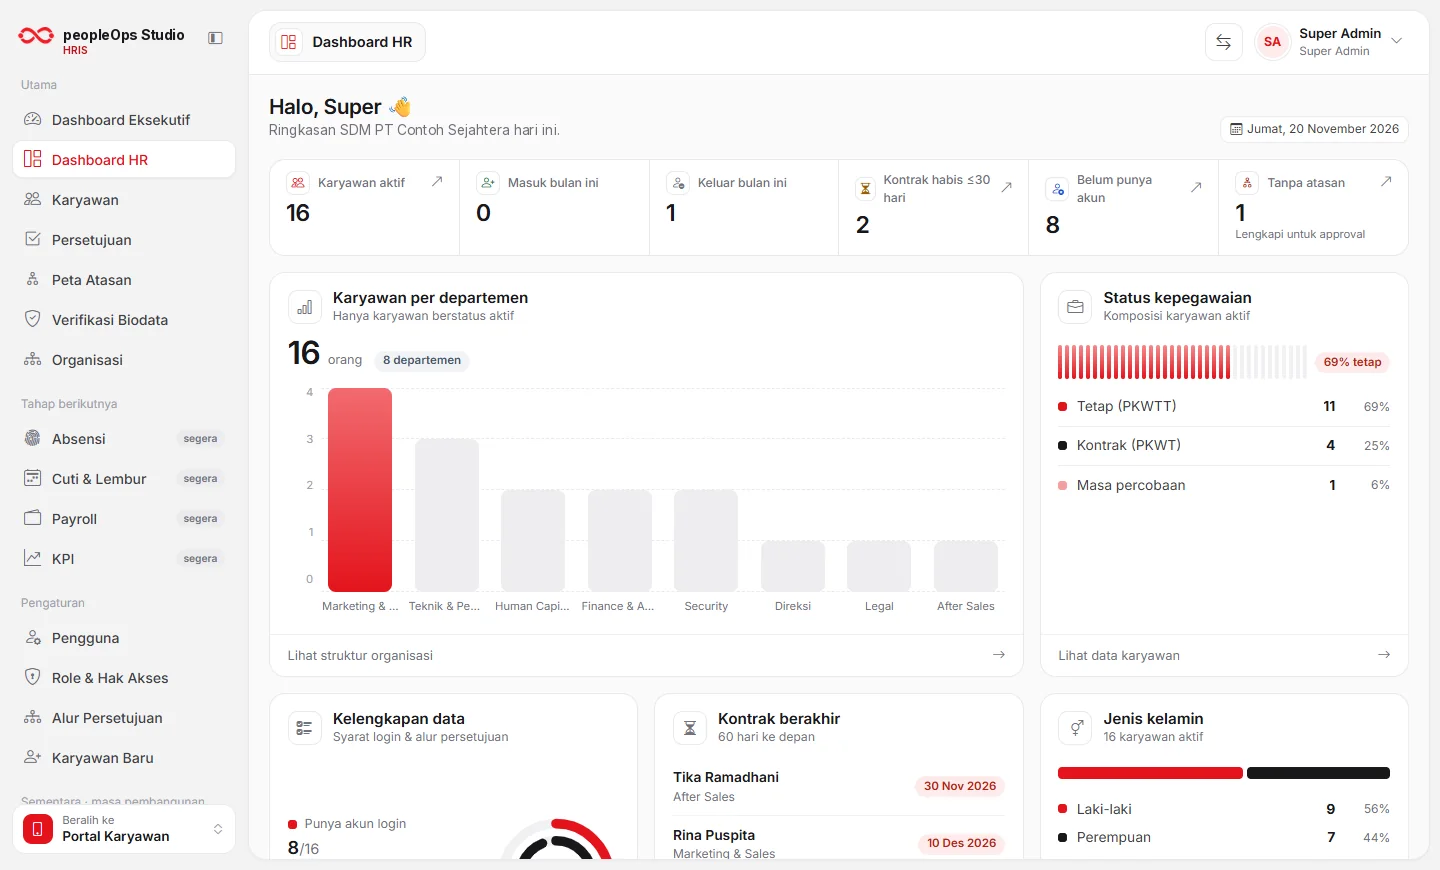 peopleOps Studio
HRIS
Utama
Dashboard Eksekutif
Dashboard HR
Karyawan
Persetujuan
Peta Atasan
Verifikasi Biodata
Organisasi
Tahap berikutnya
Absensi segera
Cuti & Lembur segera
Payroll segera
KPI segera
Pengaturan
Pengguna
Role & Hak Akses
Alur Persetujuan
Karyawan Baru
Sementara · masa pembangunan
Beralih ke
Portal Karyawan
Dashboard HR
SA
Super Admin
Super Admin
Halo, Super 👋
Ringkasan SDM PT Contoh Sejahtera hari ini.
Jumat, 20 November 2026
Karyawan aktif
16
Masuk bulan ini
0
Keluar bulan ini
1
Kontrak habis ≤30
hari
2
Belum punya
akun
8
Tanpa atasan
1
Lengkapi untuk approval
Karyawan per departemen
Hanya karyawan berstatus aktif
16 orang 8 departemen
4
3
2
1
0
Marketing & ... Teknik & Pe... Human Capi... Finance & A... Security Direksi Legal After Sales
Lihat struktur organisasi
Status kepegawaian
Komposisi karyawan aktif
69% tetap
Tetap (PKWTT) 11 69%
Kontrak (PKWT) 4 25%
Masa percobaan 1 6%
Lihat data karyawan
Kelengkapan data
Syarat login & alur persetujuan
Punya akun login
8/16
Kontrak berakhir
60 hari ke depan
Tika Ramadhani
After Sales
30 Nov 2026
Rina Puspita
Marketing & Sales
10 Des 2026
Jenis kelamin
16 karyawan aktif
Laki-laki 9 56%
Perempuan 7 44%